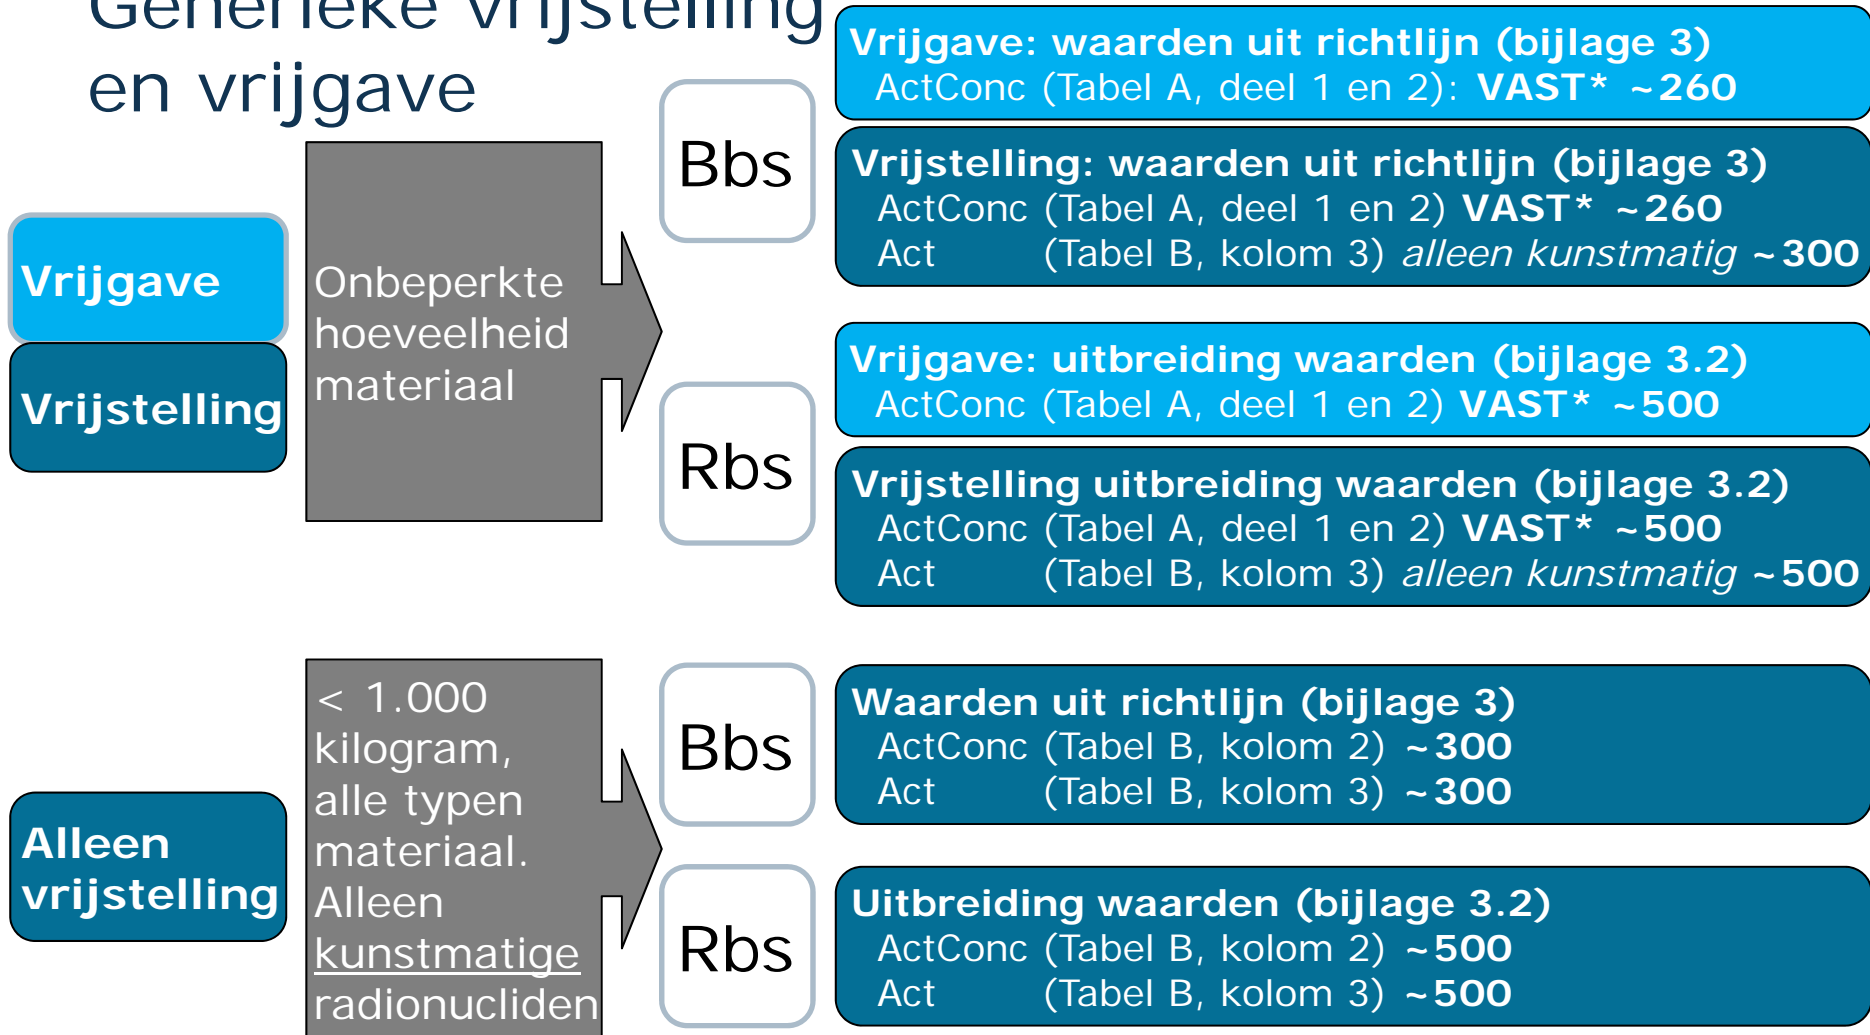 Generieke vrijstelling
en vrijgave
Vrijgave
Vrijstelling
Onbeperkte
hoeveelheid
materiaal
Bbs
Vrijgave: waarden uit richtlijn (bijlage 3)
ActConc (Tabel A, deel 1 en 2): VAST* ~260
Vrijstelling: waarden uit richtlijn (bijlage 3)
ActConc (Tabel A, deel 1 en 2) VAST* ~260
Act (Tabel B, kolom 3) alleen kunstmatig ~300
Rbs
Vrijgave: uitbreiding waarden (bijlage 3.2)
ActConc (Tabel A, deel 1 en 2) VAST* ~500
Vrijstelling uitbreiding waarden (bijlage 3.2)
ActConc (Tabel A, deel 1 en 2) VAST* ~500
Act (Tabel B, kolom 3) alleen kunstmatig ~500
Alleen
vrijstelling
< 1.000
kilogram,
alle typen
materiaal.
Alleen
kunstmatige
radionucliden
Bbs
Waarden uit richtlijn (bijlage 3)
ActConc (Tabel B, kolom 2) ~300
Act (Tabel B, kolom 3) ~300
Rbs
Uitbreiding waarden (bijlage 3.2)
ActConc (Tabel B, kolom 2) ~500
Act (Tabel B, kolom 3) ~500